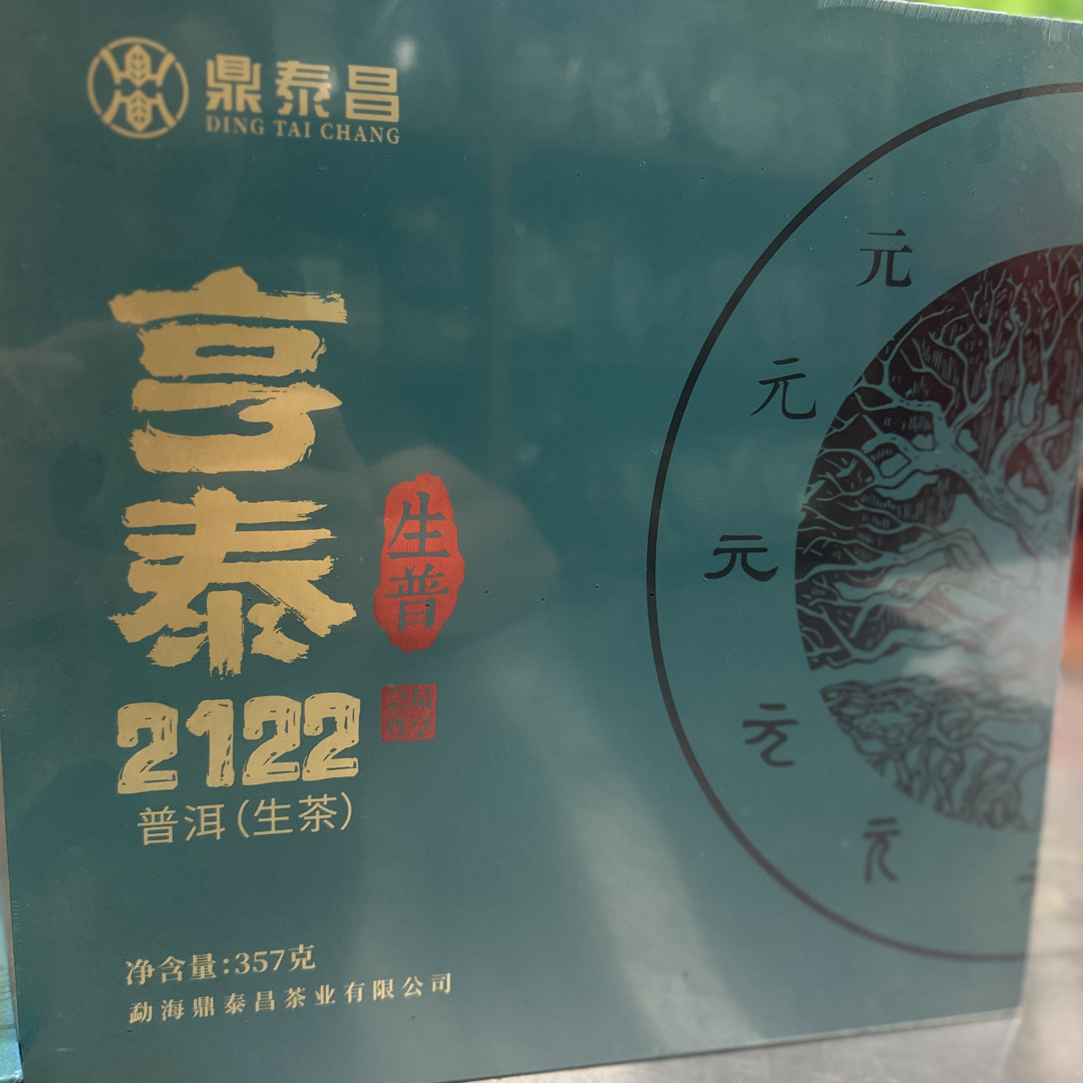 鼎泰昌
DING TAI CHANG
亨泰
生普
2122
普洱(生茶)
净含量:357克
勐海鼎泰昌茶业有限公司
元
元
元
元
元